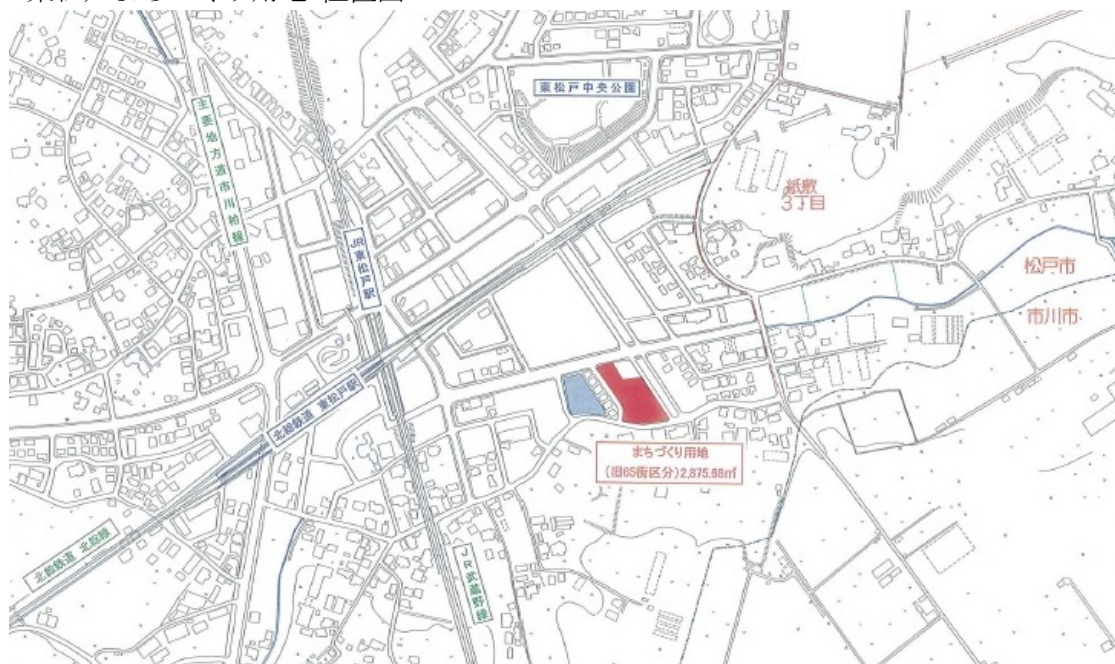 東松戸中央公園
主要地方道市川柏線
紙敷
3丁目
JR東松戸駅
松戸市
市川市
北総鉄道 東松戸駅
まちづくり用地
(旧65街区分)2,875.68㎡
北総鉄道 北総線
JR武蔵野線